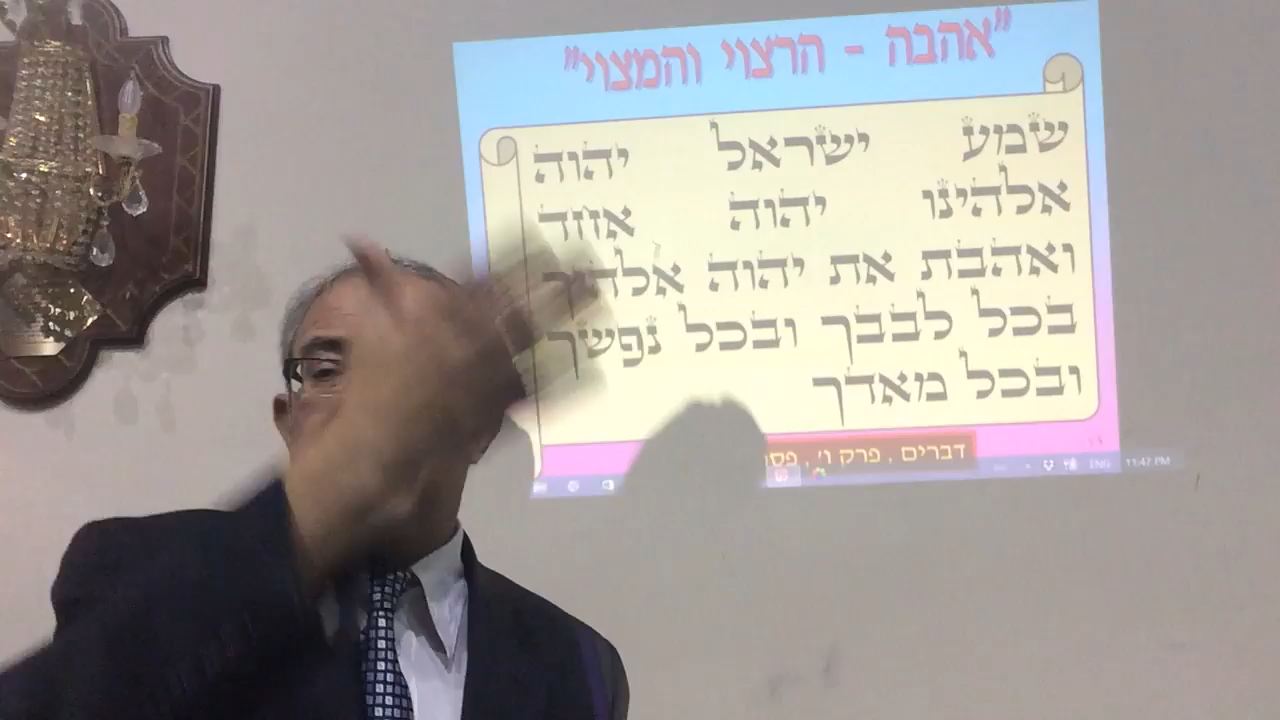 "אהבה - הרצוי והמצוי"
שמע ישראל יהוה
אלהינו יהוה אחד
ואהבת את יהוה אלהיך
בכל לבבך ובכל נפשך
ובכל מאדך
דברים , פרק ו',
ENG 11:47 PM